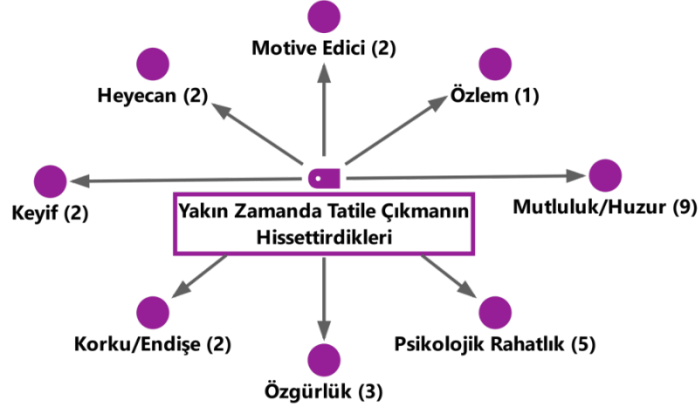 Motive Edici (2)
Heyecan (2)
Özlem (1)
Keyif (2)
Yakın Zamanda Tatile Çıkmanın
Hissettirdikleri
Mutluluk/Huzur (9)
Korku/Endişe (2)
Psikolojik Rahatlık (5)
Özgürlük (3)